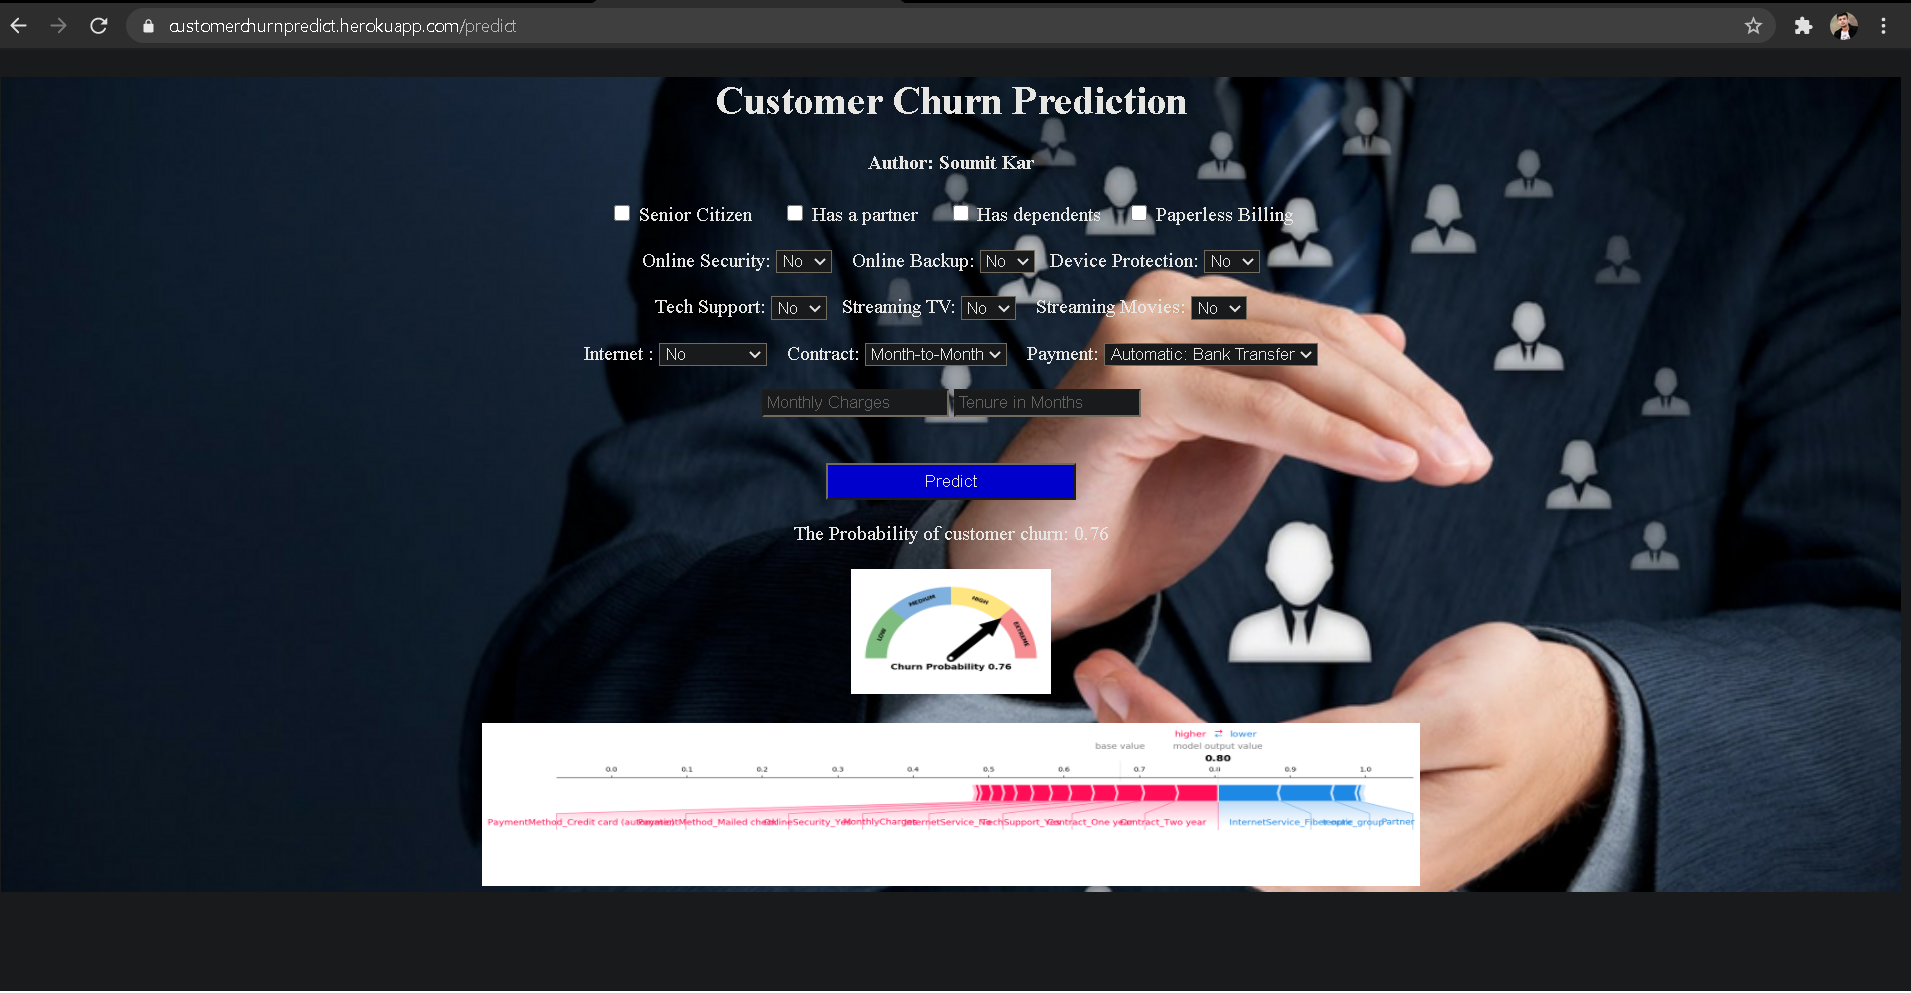 customerchurnpredict.herokuapp.com/predict
Customer Churn Prediction
Author: Soumit Kar
Senior Citizen Has a partner Has dependents Paperless Billing
Online Security: No Online Backup: No Device Protection: No
Tech Support: No Streaming TV: No Streaming Movies: No
Internet : No Contract: Month-to-Month Payment: Automatic: Bank Transfer
Monthly Charges Tenure in Months
Predict
The Probability of customer churn: 0.76
LOW MEDIUM HIGH EXTREME
Churn Probability 0.76
higher lower
base value model output value
0.80
0.0 0.1 0.2 0.3 0.4 0.5 0.6 0.7 0.8 0.9 1.0
PaymentMethod_Credit card PaymentMethod_Mailed check OnlineSecurity_Yes MonthlyCharges InternetService_No TechSupport_Yes Contract_One year Contract_Two year InternetService_Fiber optic Partner